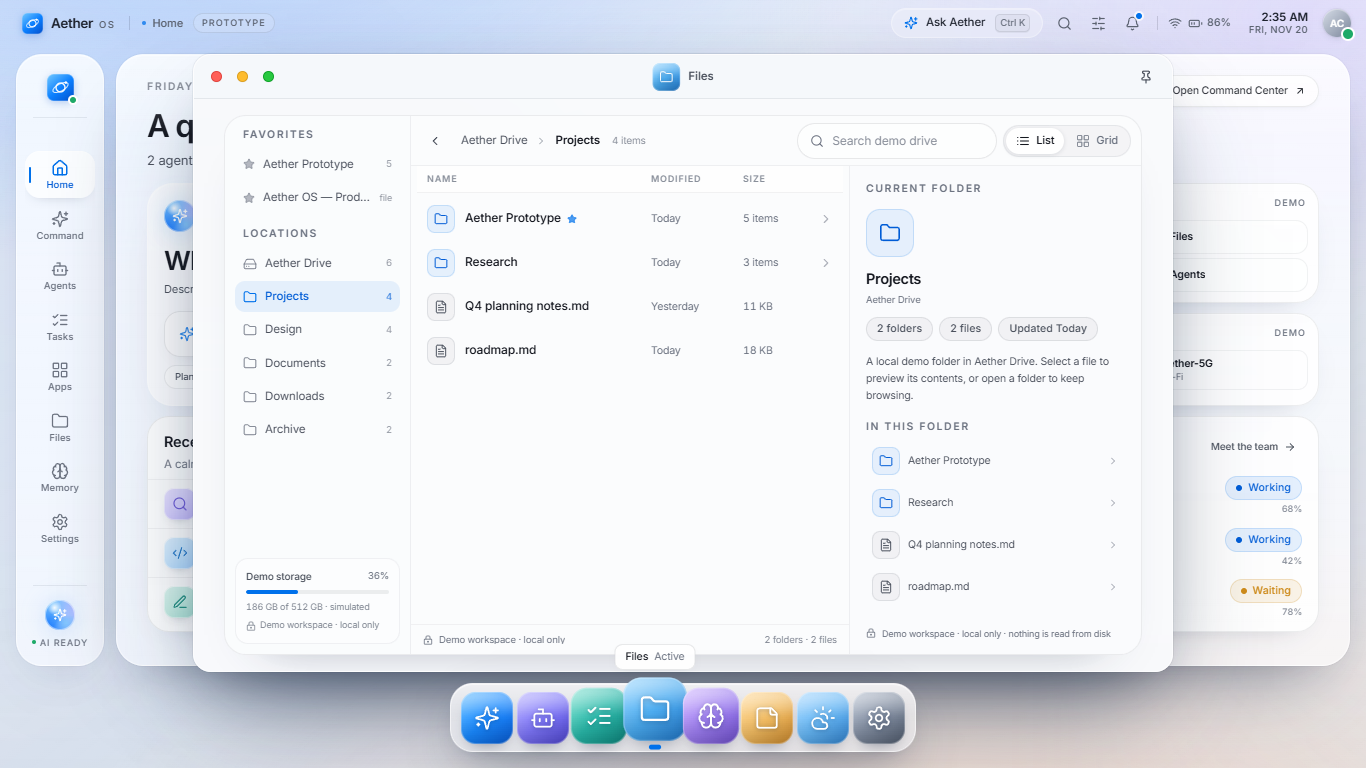 Aether OS
Home
PROTOTYPE
Ask Aether
Ctrl K
86%
2:35 AM
FRI, NOV 20
AC
Home
Command
Agents
Tasks
Apps
Files
Memory
Settings
AI READY
FRIDAY
A q
2 agent
Wl
Descr
Plan
Rece
A cal
Files
FAVORITES
Aether Prototype 5
Aether OS — Prod... file
LOCATIONS
Aether Drive 6
Projects 4
Design 4
Documents 2
Downloads 2
Archive 2
Demo storage 36%
186 GB of 512 GB · simulated
Demo workspace · local only
Aether Drive
Projects
4 items
Search demo drive
List
Grid
NAME MODIFIED SIZE
Aether Prototype Today 5 items
Research Today 3 items
Q4 planning notes.md Yesterday 11 KB
roadmap.md Today 18 KB
Demo workspace · local only
2 folders · 2 files
CURRENT FOLDER
Projects
Aether Drive
2 folders
2 files
Updated Today
A local demo folder in Aether Drive. Select a file to
preview its contents, or open a folder to keep
browsing.
IN THIS FOLDER
Aether Prototype
Research
Q4 planning notes.md
roadmap.md
Demo workspace · local only · nothing is read from disk
Open Command Center
DEMO
Files
Agents
DEMO
ether-5G
-Fi
Meet the team
Working
68%
Working
42%
Waiting
78%
Files Active